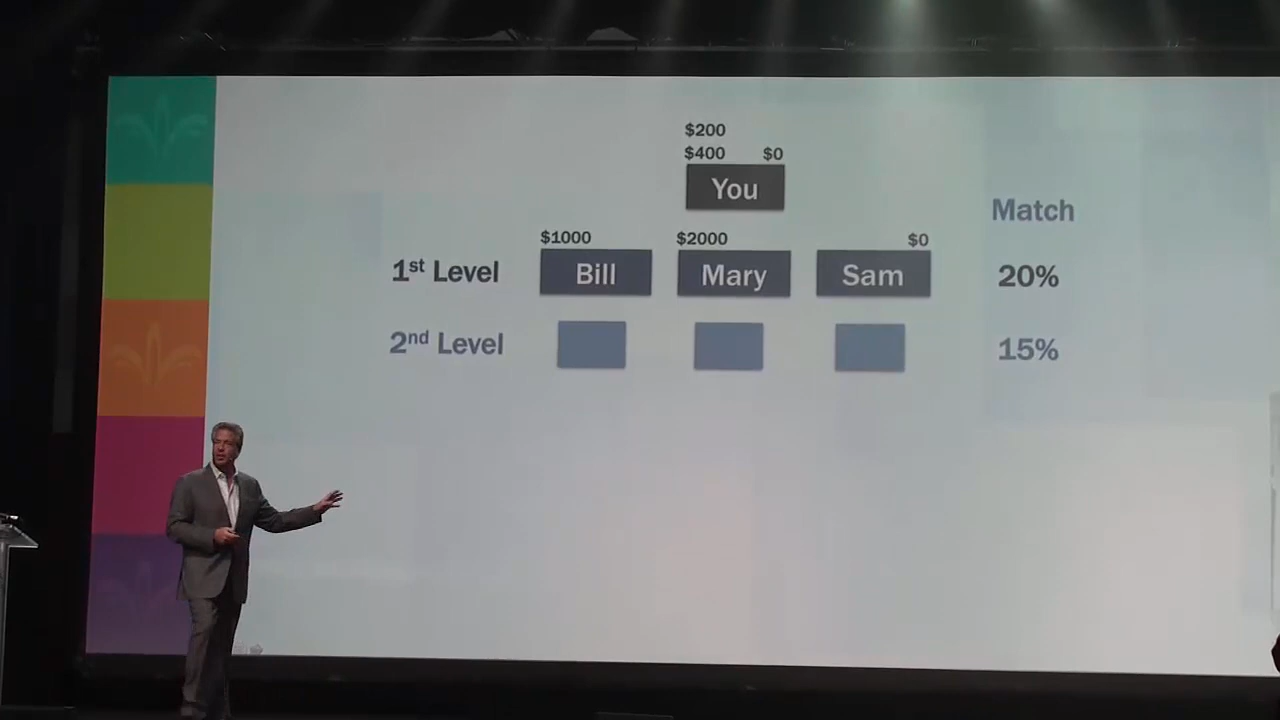 $200
$400 $0
You
Match
$1000 $2000 $0
1st Level Bill Mary Sam 20%
2nd Level 15%